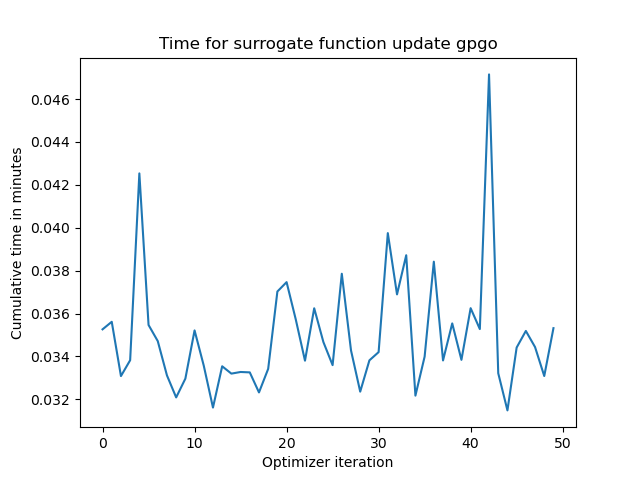 Time for surrogate function update gpgo
Cumulative time in minutes
0.046
0.044
0.042
0.040
0.038
0.036
0.034
0.032
0 10 20 30 40 50
Optimizer iteration